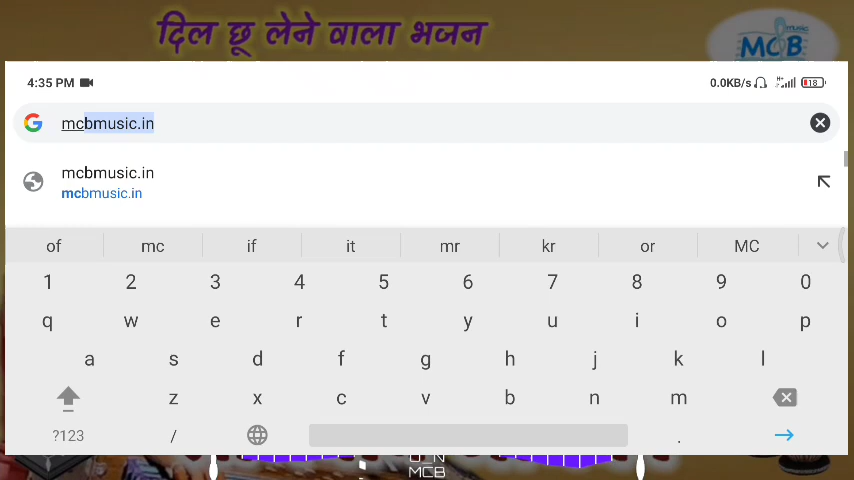 दिल छू लेने वाला भजन
music
MCB
4:35 PM
0.0KB/s
H+
18
mcbmusic.in
mcbmusic.in
mcbmusic.in
of mc if it mr kr or MC
1 2 3 4 5 6 7 8 9 0
q w e r t y u i o p
a s d f g h j k l
z x c v b n m
?123 / .
MCB